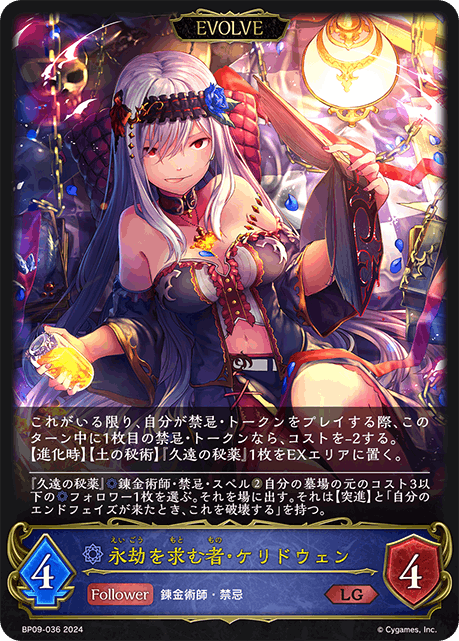 EVOLVE
これがいる限り、自分が禁忌・トークンをプレイする際、この
ターン中に1枚目の禁忌・トークンなら、コストを-2する。
【進化時】【土の秘術】『久遠の秘薬』1枚をEXエリアに置く。
『久遠の秘薬』錬金術師・禁忌・スペル②自分の墓場の元のコスト3以
下のフォロワー1枚を選ぶ。それを場に出す。それは【突進】と「自分の
エンドフェイズが来たとき、これを破壊する」を持つ。
えいごう もと もの
永劫を求む者・ケリドウェン
4
4
Follower 錬金術師・禁忌 LG
BP09-036 2024 © Cygames, Inc.